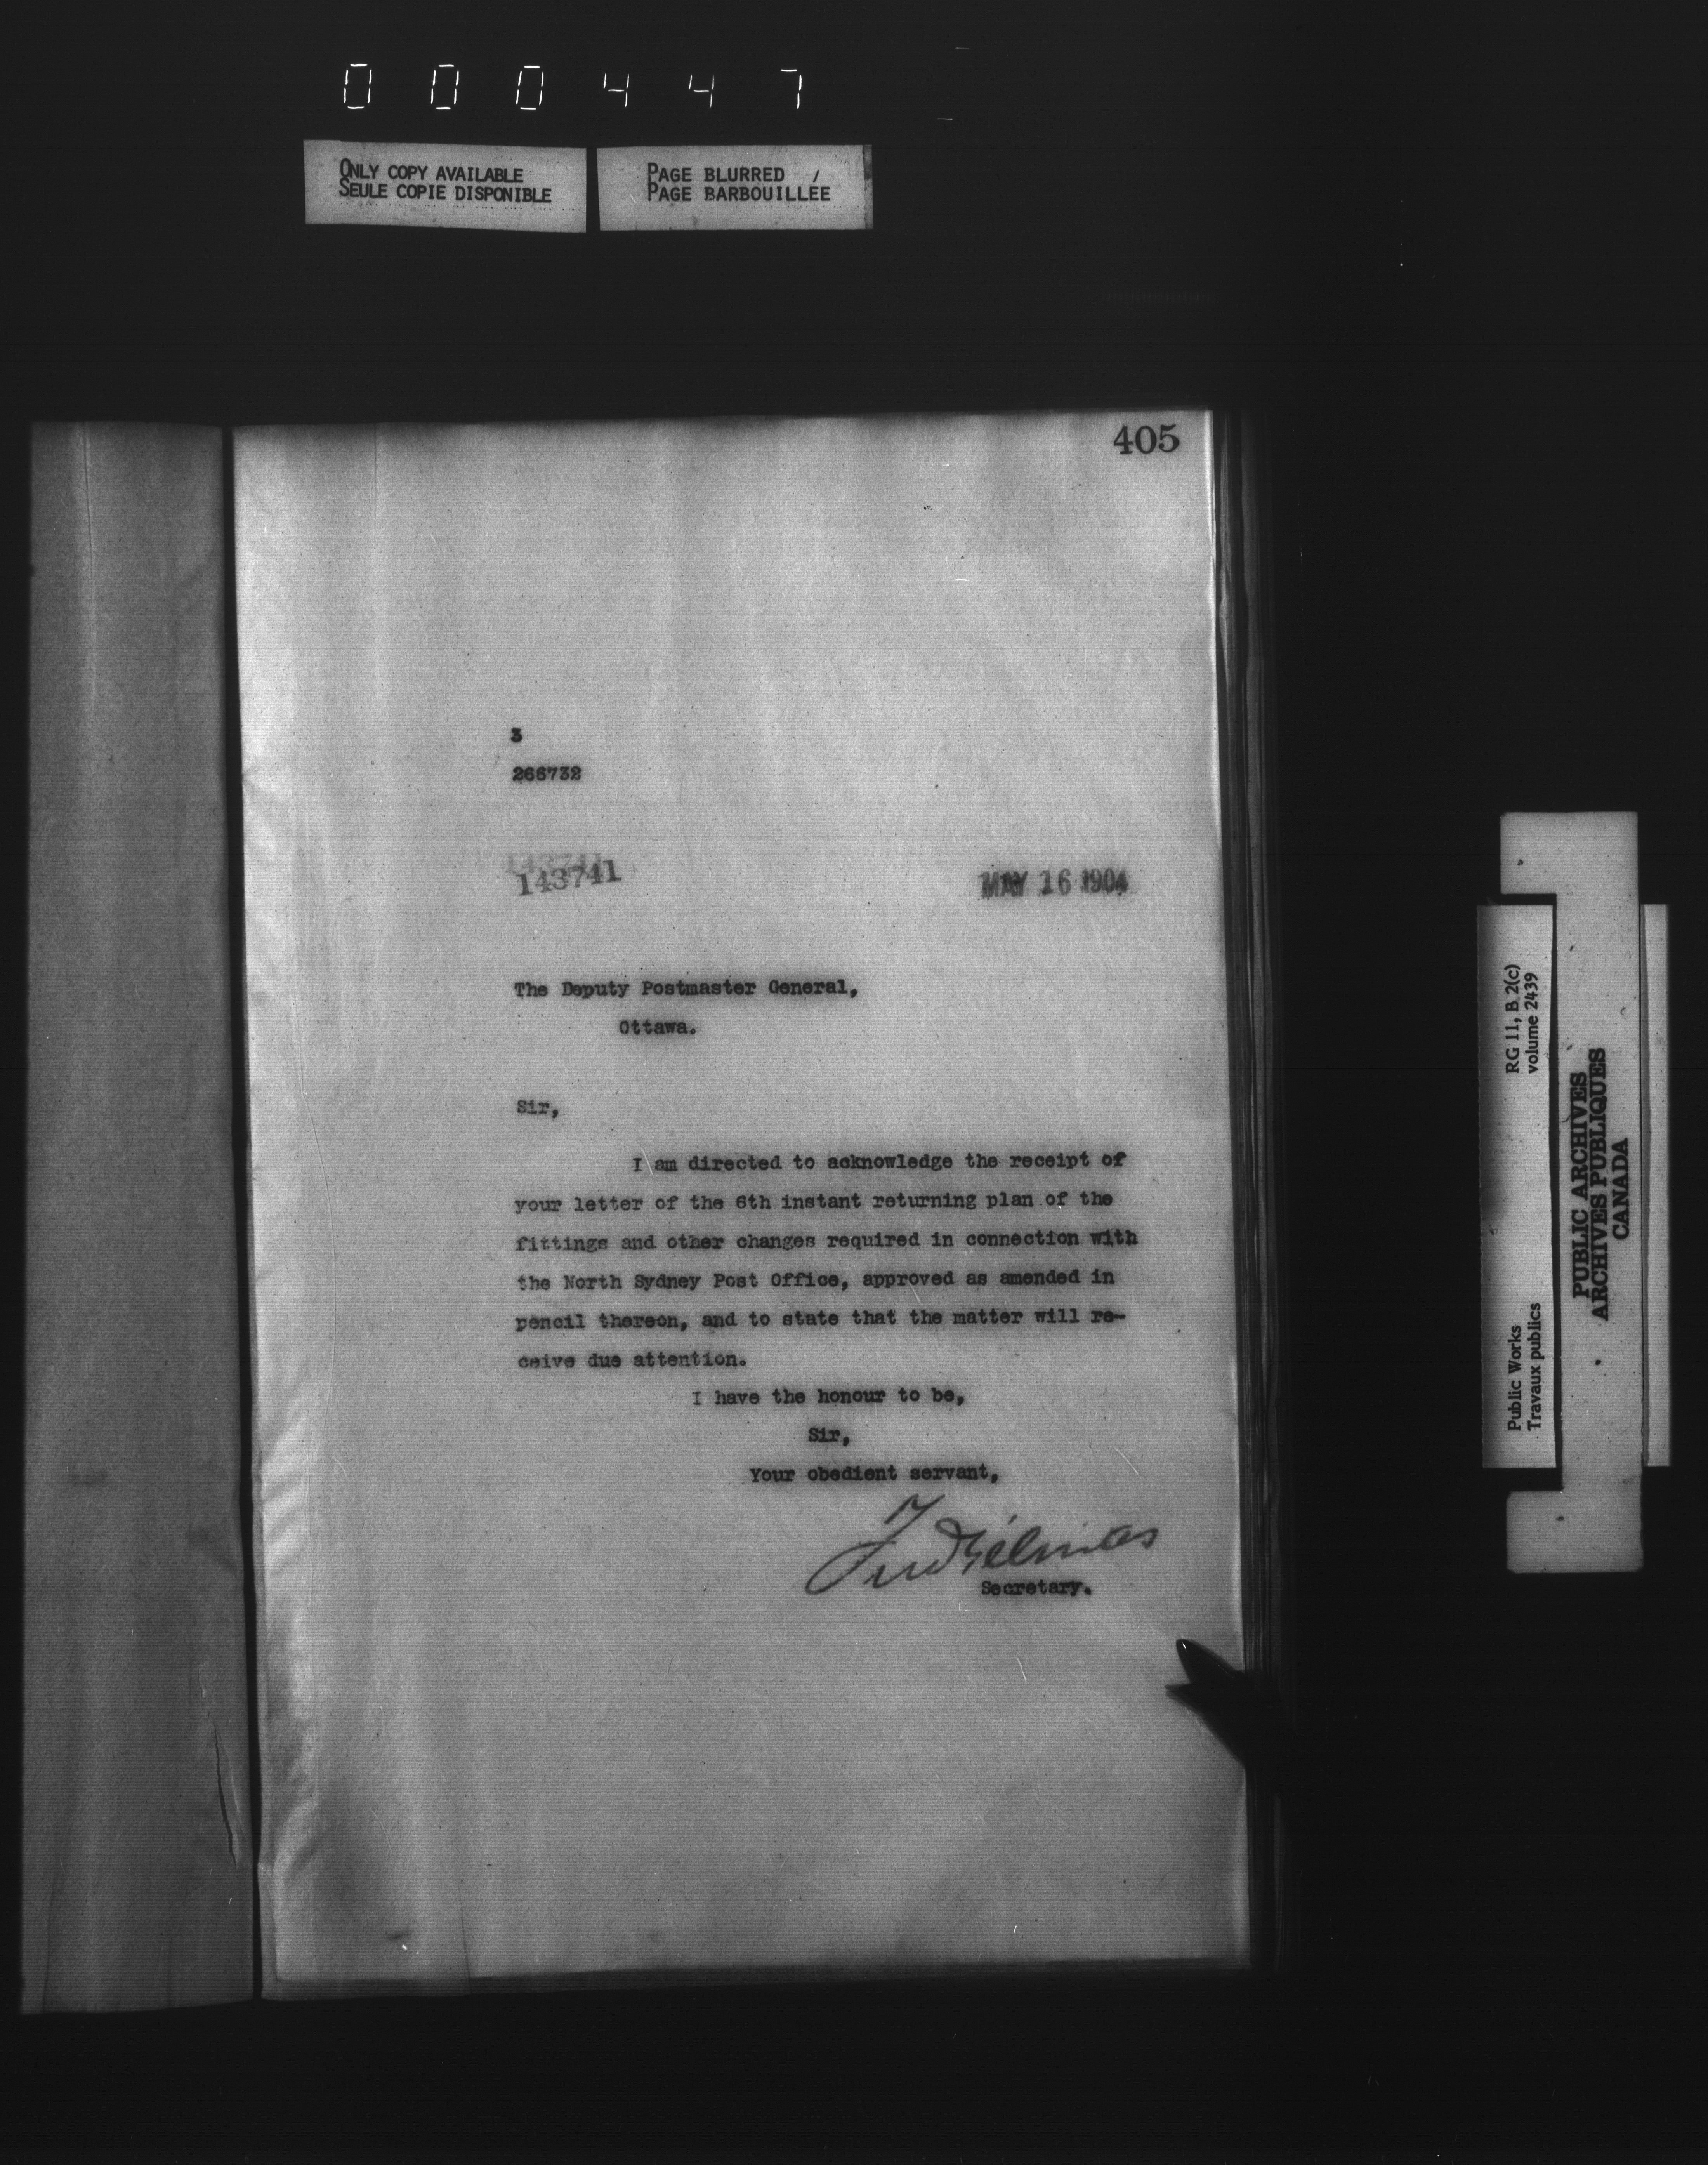 000447
ONLY COPY AVAILABLE
SEULE COPIE DISPONIBLE
PAGE BLURRED /
PAGE BARBOUILLEE
405
3
266732
143741
143741
MAY 16 1904
The Deputy Postmaster General,
Ottawa.
Sir,
I am directed to acknowledge the receipt of
your letter of the 6th instant returning plan of the
fittings and other changes required in connection with
the North Sydney Post Office, approved as amended in
pencil thereon, and to state that the matter will re-
ceive due attention.
I have the honour to be,
Sir,
Your obedient servant,
Secretary.
RG 11, B 2(c)
volume 2439
Public Works
Travaux publics
PUBLIC ARCHIVES
ARCHIVES PUBLIQUES
CANADA